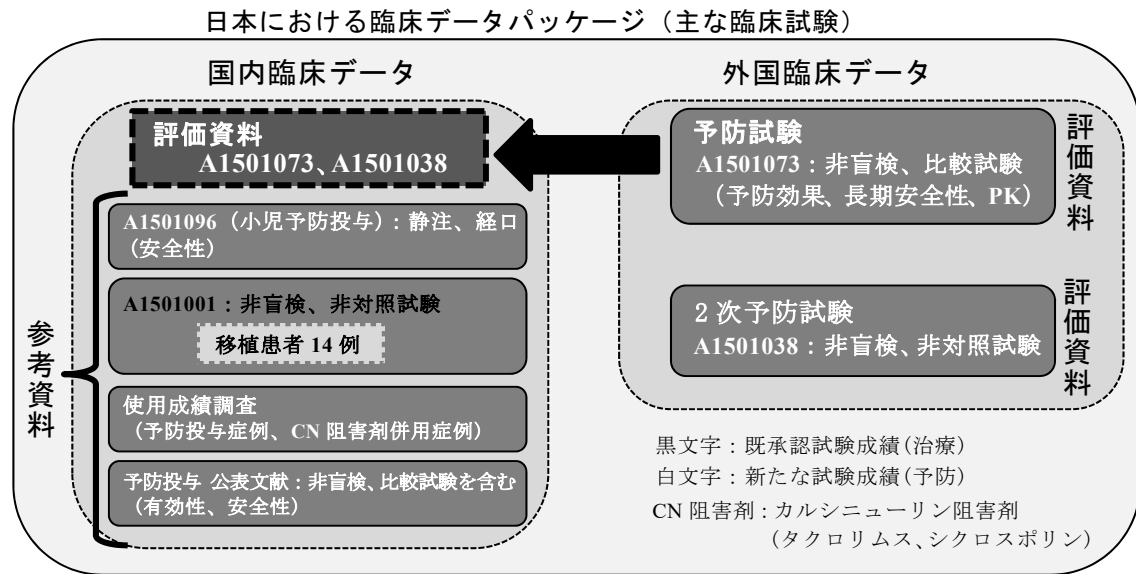 日本における臨床データパッケージ（主な臨床試験）
国内臨床データ
評価資料
A1501073、A1501038
A1501096（小児予防投与）：静注、経口
（安全性）
A1501001：非盲検、非対照試験
移植患者 14 例
使用成績調査
（予防投与症例、CN 阻害剤併用症例）
予防投与 公表文献：非盲検、比較試験を含む
（有効性、安全性）
参考資料
外国臨床データ
予防試験
A1501073：非盲検、比較試験
（予防効果、長期安全性、PK）
評価資料
2 次予防試験
A1501038：非盲検、非対照試験
評価資料
黒文字：既承認試験成績(治療)
白文字：新たな試験成績(予防)
CN 阻害剤：カルシニューリン阻害剤
（タクロリムス、シクロスポリン）